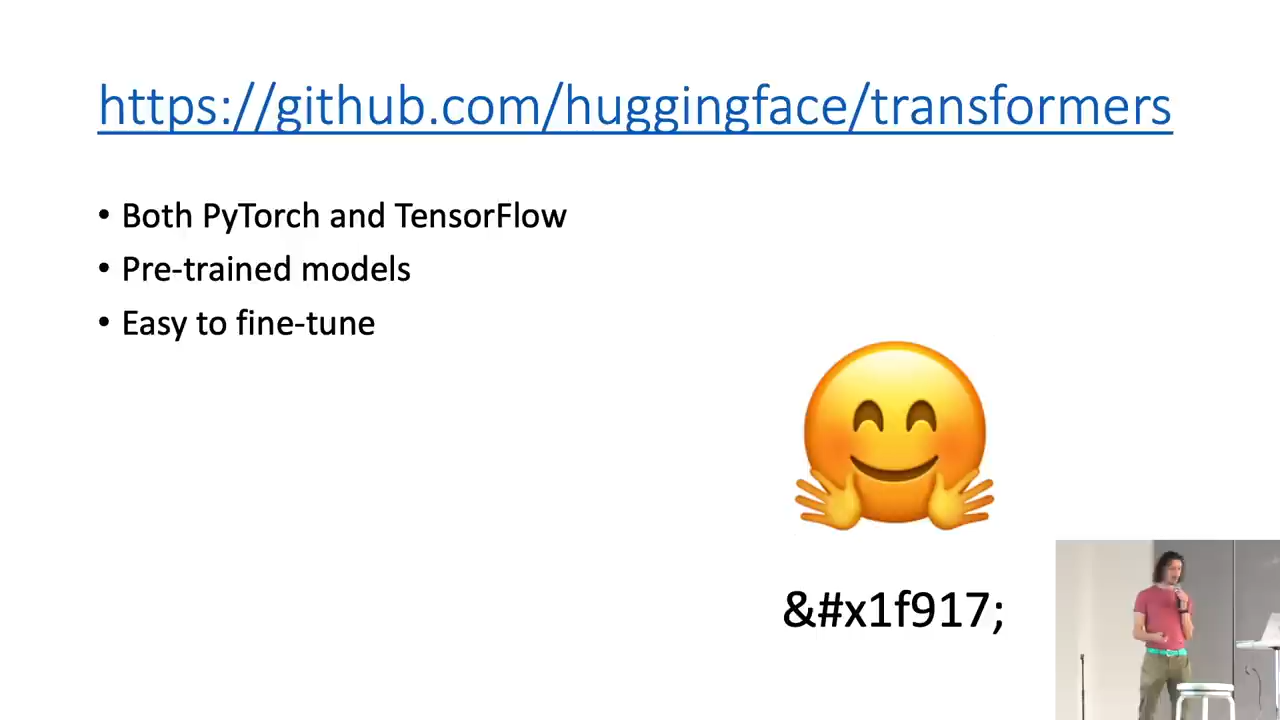 https://github.com/huggingface/transformers
• Both PyTorch and TensorFlow
• Pre-trained models
• Easy to fine-tune
&#x1f917;